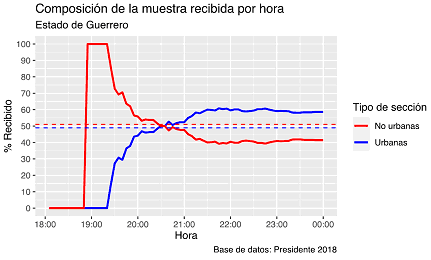 Composición de la muestra recibida por hora
Estado de Guerrero
100
90
80
70
60
50
40
30
20
10
0
% Recibido
18:00 19:00 20:00 21:00 22:00 23:00 00:00
Hora
Tipo de sección
No urbanas
Urbanas
Base de datos: Presidente 2018